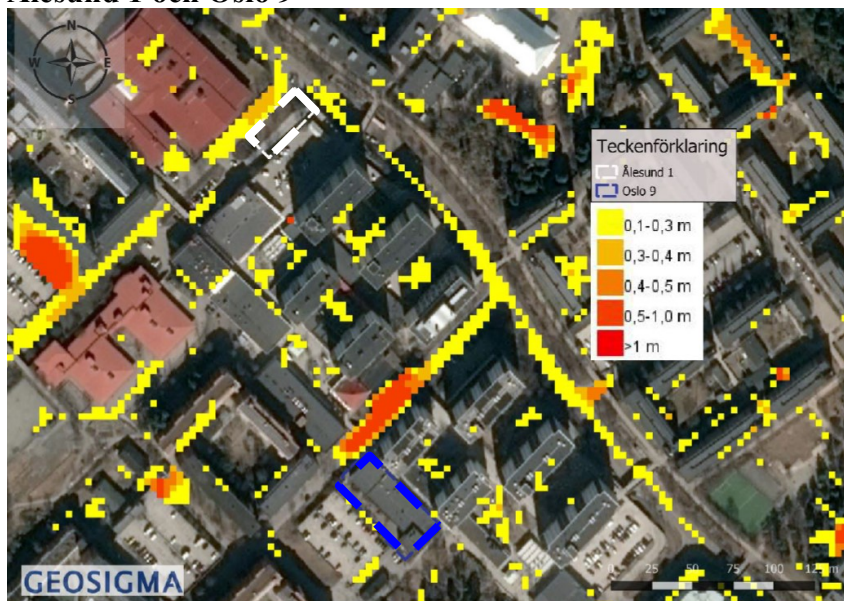 Ålesund 1 och Oslo 9
N
W E
S
Teckenförklaring
Ålesund 1
Oslo 9
0,1-0,3 m
0,3-0,4 m
0,4-0,5 m
0,5-1,0 m
>1 m
GEOSIGMA
0 25 50 75 100 125 m